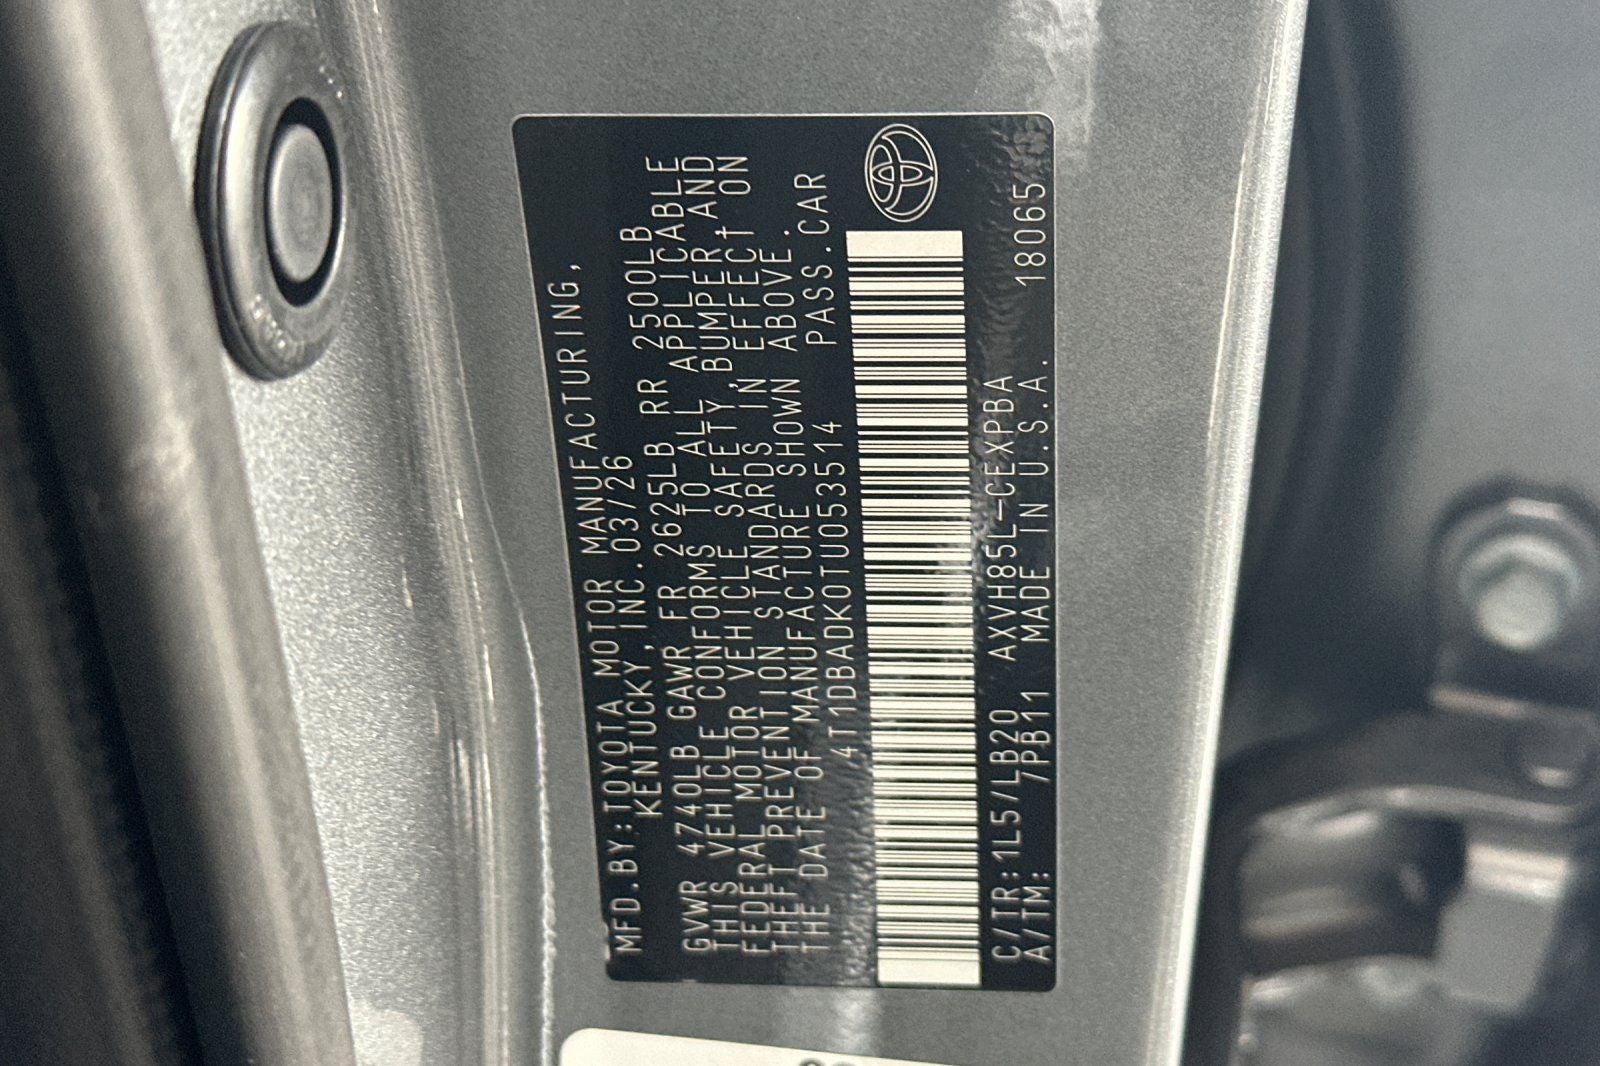 MFD.BY:TOYOTA MOTOR MANUFACTURING,
KENTUCKY,INC.03/26
GVWR 4740LB GAWR FR 2625LB RR 2500LB
THIS VEHICLE CONFORMS TO ALL APPLICABLE
FEDERAL MOTOR VEHICLE SAFETY,BUMPER,AND
THEFT PREVENTION STANDARDS IN EFFECT ON
THE DATE OF MANUFACTURE SHOWN ABOVE.
4T1DBADK0TU053514 PASS.CAR
C/TR:1L5/LB20 AXVH85L-CEXPBA 18065
A/TM: 7PB11 MADE IN U.S.A.